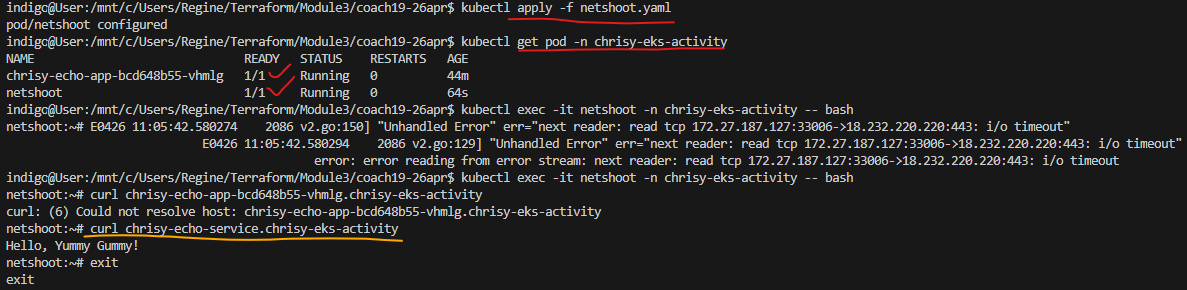 indigo@User:/mnt/c/Users/Regine/Terraform/Module3/coach19-26apr$ kubectl apply -f netshoot.yaml
pod/netshoot configured
indigo@User:/mnt/c/Users/Regine/Terraform/Module3/coach19-26apr$ kubectl get pod -n chrisy-eks-activity
NAME READY STATUS RESTARTS AGE
chrisy-echo-app-bcd648b55-vhmlg 1/1 Running 0 44m
netshoot 1/1 Running 0 64s
indigo@User:/mnt/c/Users/Regine/Terraform/Module3/coach19-26apr$ kubectl exec -it netshoot -n chrisy-eks-activity -- bash
netshoot:~# E0426 11:05:42.580274 2086 v2.go:150] "Unhandled Error" err="next reader: read tcp 172.27.187.127:33006->18.232.220.220:443: i/o timeout"
E0426 11:05:42.580294 2086 v2.go:129] "Unhandled Error" err="next reader: read tcp 172.27.187.127:33006->18.232.220.220:443: i/o timeout"
error: error reading from error stream: next reader: read tcp 172.27.187.127:33006->18.232.220.220:443: i/o timeout
indigo@User:/mnt/c/Users/Regine/Terraform/Module3/coach19-26apr$ kubectl exec -it netshoot -n chrisy-eks-activity -- bash
netshoot:~# curl chrisy-echo-app-bcd648b55-vhmlg.chrisy-eks-activity
curl: (6) Could not resolve host: chrisy-echo-app-bcd648b55-vhmlg.chrisy-eks-activity
netshoot:~# curl chrisy-echo-service.chrisy-eks-activity
Hello, Yummy Gummy!
netshoot:~# exit
exit